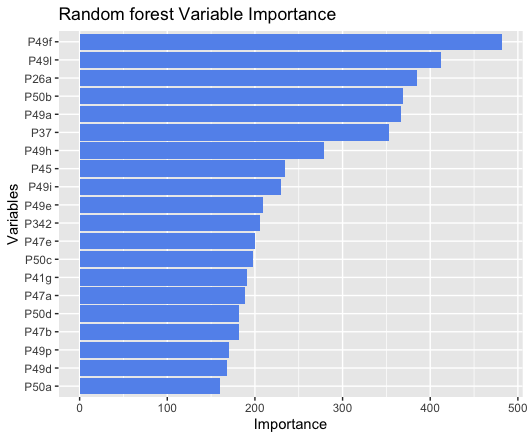 Random forest Variable Importance
P49f
P49l
P26a
P50b
P49a
P37
P49h
P45
P49i
P49e
P342
P47e
P50c
P41g
P47a
P50d
P47b
P49p
P49d
P50a
Variables
0 100 200 300 400 500
Importance